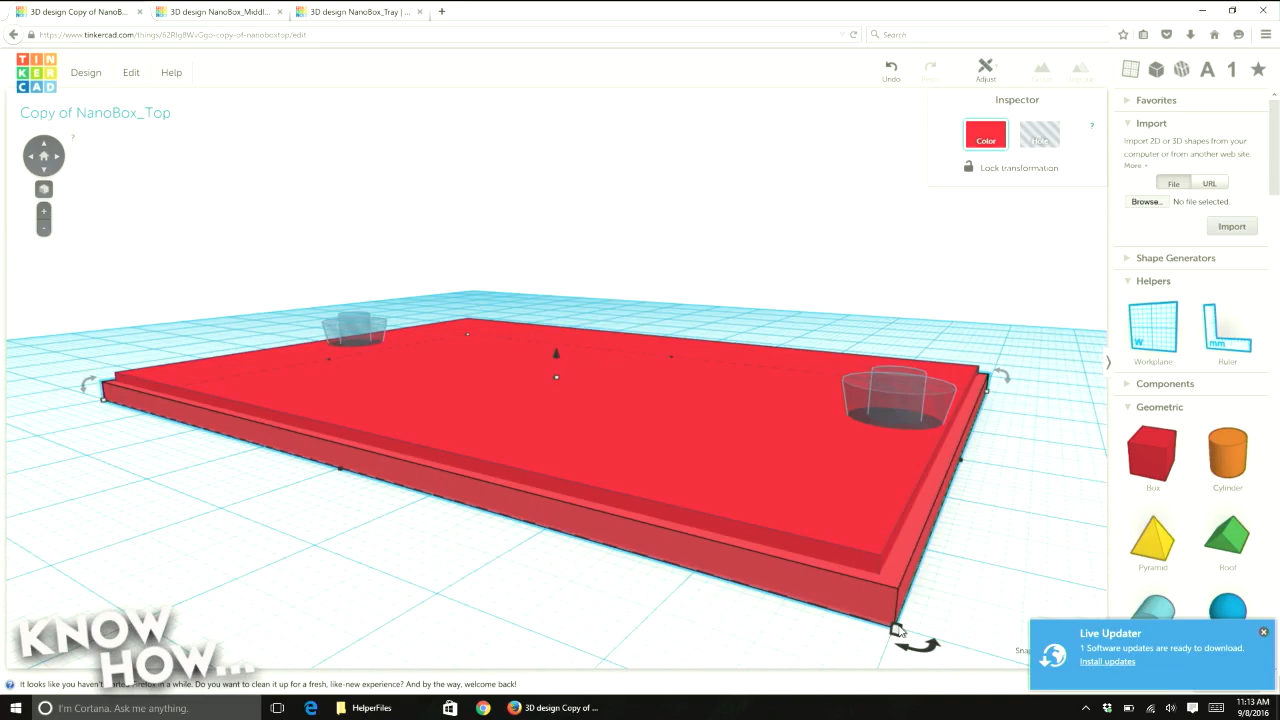 3D design Copy of NanoB...
3D design NanoBox_Middl...
3D design NanoBox_Tray | ...
https://www.tinkercad.com/things/62RIg8WxGgo-copy-of-nanoboxtop/edit
Search
TIN
KER
CAD
Design
Edit
Help
Undo
Adjust
A
1
Copy of NanoBox_Top
?
Inspector
Color
Hole
?
Lock transformation
Favorites
Import
Import 2D or 3D shapes from your
computer or from another web site.
More
File
URL
Browse...
No file selected.
Import
Shape Generators
Helpers
W
mm
Workplane
Ruler
Components
Geometric
Box
Cylinder
Pyramid
Roof
KNOW
HOW...
Live Updater
1 Software updates are ready to download.
Install updates
It looks like you haven't started Firefox in a while. Do you want to clean it up for a fresh, like-new experience? And by the way, welcome back!
I'm Cortana. Ask me anything.
HelperFiles
3D design Copy of ...
11:13 AM
9/8/2016